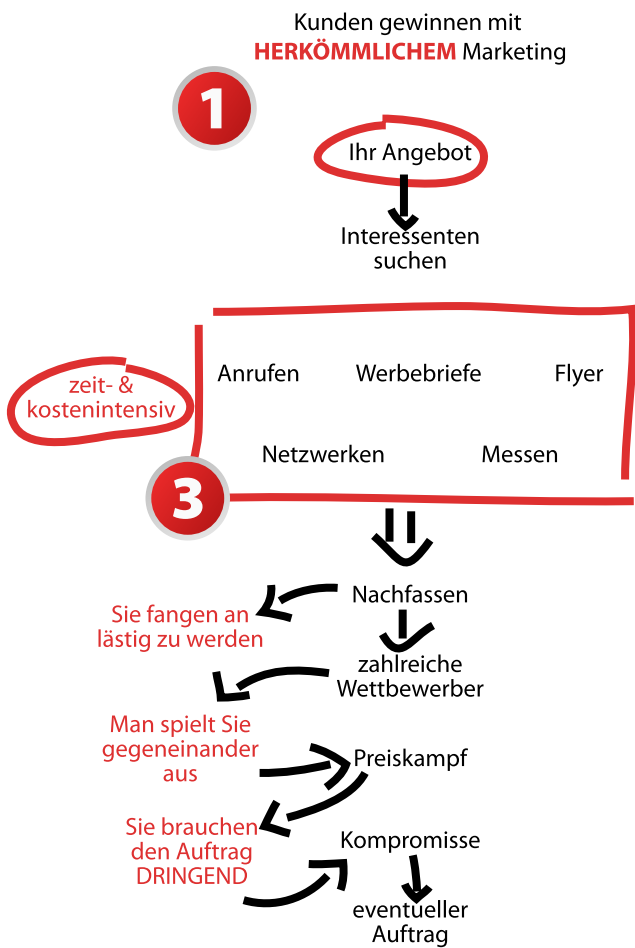 Kunden gewinnen mit
HERKÖMMLICHEM Marketing
1
Ihr Angebot
Interessenten
suchen
zeit- &
kostenintensiv
Anrufen Werbebriefe Flyer
Netzwerken Messen
3
Nachfassen
Sie fangen an
lästig zu werden
zahlreiche
Wettbewerber
Man spielt Sie
gegeneinander
aus
Preiskampf
Sie brauchen
den Auftrag
DRINGEND
Kompromisse
eventueller
Auftrag